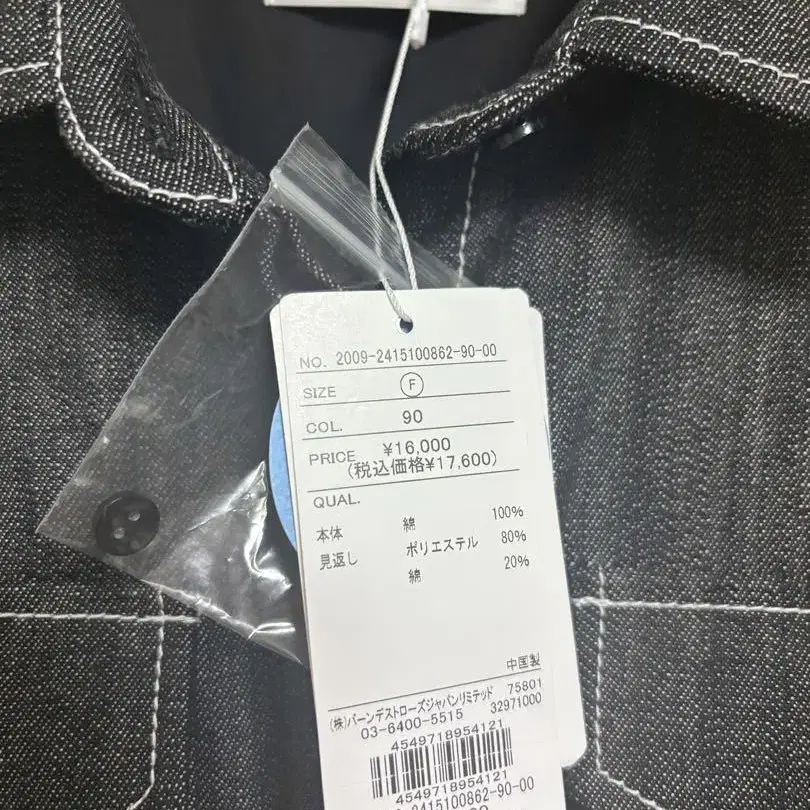 NO. 2009-2415100862-90-00
SIZE F
COL. 90
PRICE ¥16,000
(税込価格¥17,600)
QUAL.
本体 綿 100%
見返し ポリエステル 80%
綿 20%
中国製
(株)バーンデストローズジャパンリミテッド 75801
03-6400-5515 32971000
4549718954121
4549718954121
2415100862-90-00